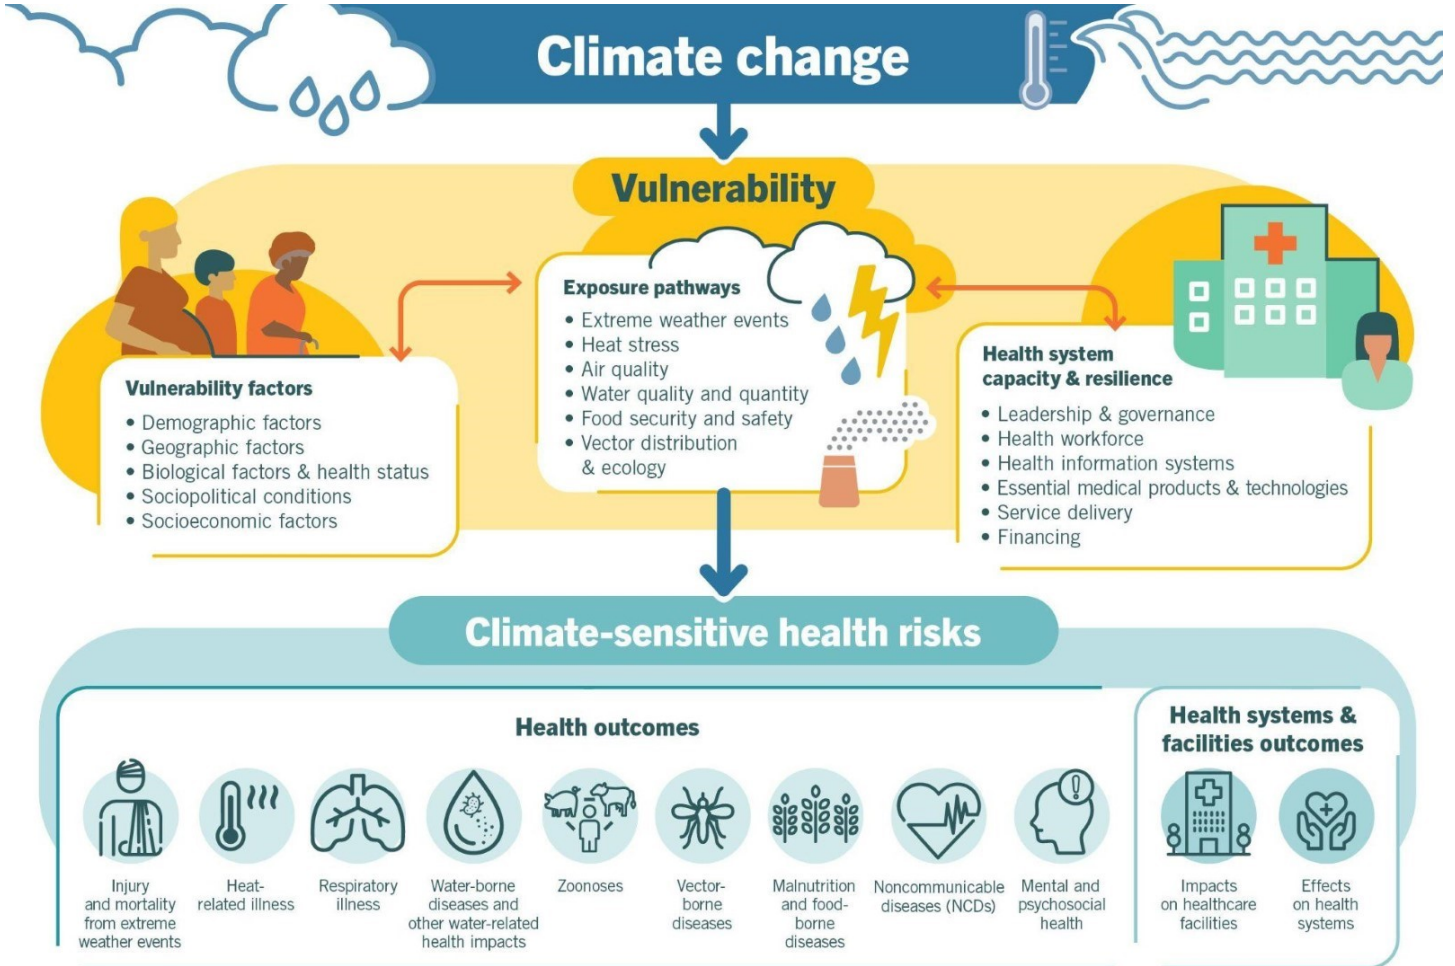 Climate change
Vulnerability
Vulnerability factors
• Demographic factors
• Geographic factors
• Biological factors & health status
• Sociopolitical conditions
• Socioeconomic factors
Exposure pathways
• Extreme weather events
• Heat stress
• Air quality
• Water quality and quantity
• Food security and safety
• Vector distribution
& ecology
Health system
capacity & resilience
• Leadership & governance
• Health workforce
• Health information systems
• Essential medical products & technologies
• Service delivery
• Financing
Climate-sensitive health risks
Health outcomes
Injury
and mortality
from extreme
weather events
Heat-
related illness
Respiratory
illness
Water-borne
diseases and
other water-related
health impacts
Zoonoses
Vector-
borne
diseases
Malnutrition
and food-
borne
diseases
Noncommunicable
diseases (NCDs)
Mental and
psychosocial
health
Health systems &
facilities outcomes
Impacts
on healthcare
facilities
Effects
on health
systems